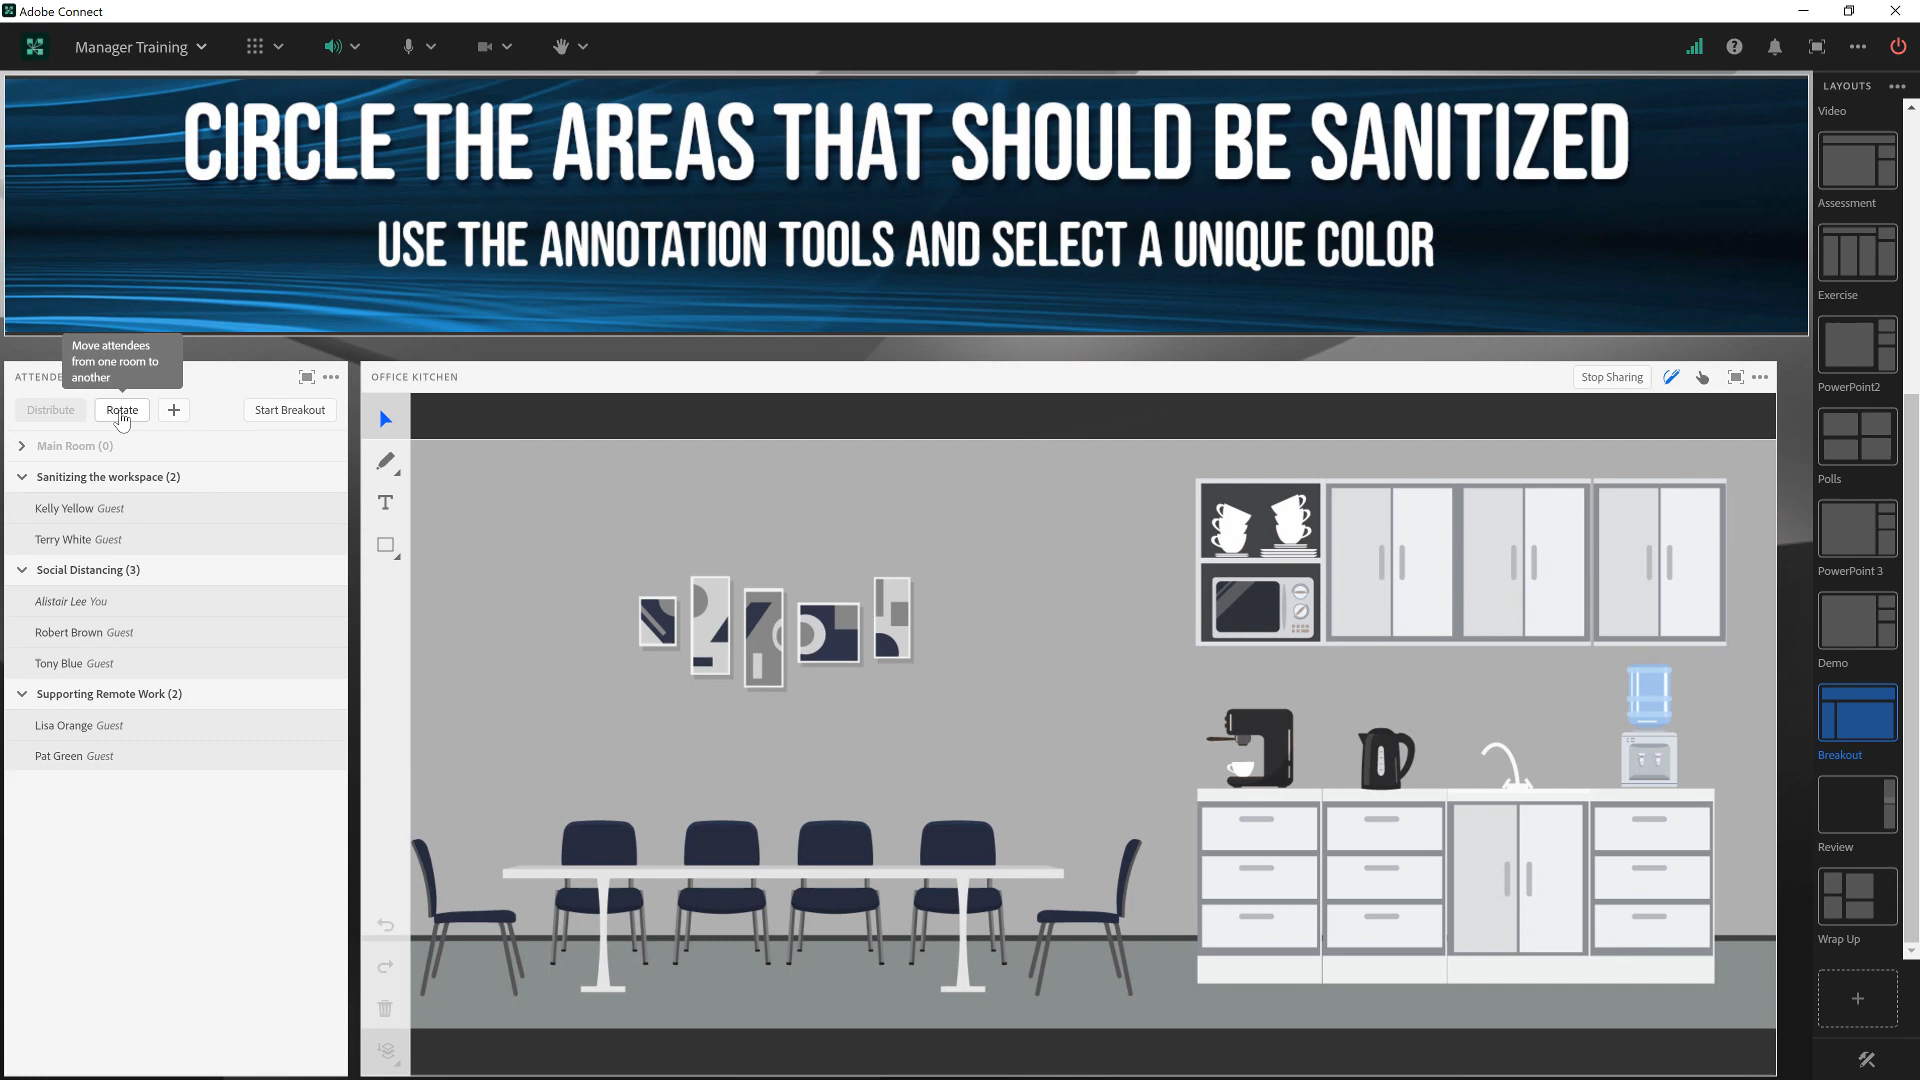 Adobe Connect
Manager Training
CIRCLE THE AREAS THAT SHOULD BE SANITIZED
USE THE ANNOTATION TOOLS AND SELECT A UNIQUE COLOR
Move attendees
from one room to
another
ATTENDE
Distribute
Rotate
Start Breakout
Main Room (0)
Sanitizing the workspace (2)
Kelly Yellow Guest
Terry White Guest
Social Distancing (3)
Alistair Lee You
Robert Brown Guest
Tony Blue Guest
Supporting Remote Work (2)
Lisa Orange Guest
Pat Green Guest
OFFICE KITCHEN
Stop Sharing
T
LAYOUTS
Video
Assessment
Exercise
PowerPoint2
Polls
PowerPoint 3
Demo
Breakout
Review
Wrap Up